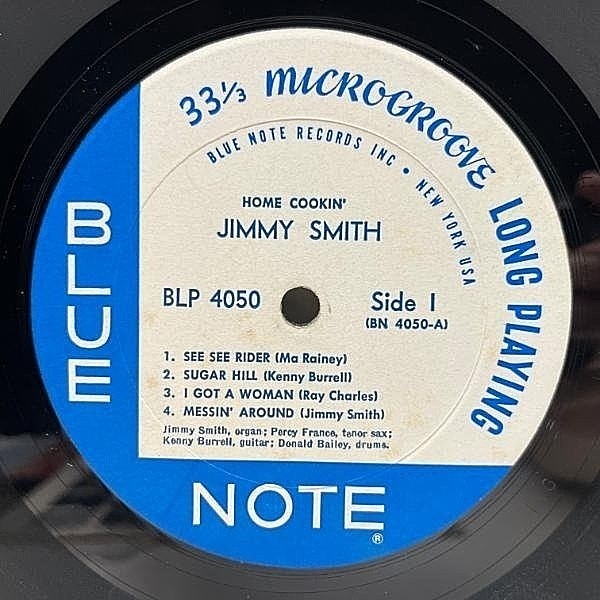 33⅓ MICROGROOVE LONG PLAYING
BLUE NOTE RECORDS INC • NEW YORK USA
HOME COOKIN'
JIMMY SMITH
BLP 4050
Side 1
(BN 4050-A)
1. SEE SEE RIDER (Ma Rainey)
2. SUGAR HILL (Kenny Burrell)
3. I GOT A WOMAN (Ray Charles)
4. MESSIN' AROUND (Jimmy Smith)
Jimmy Smith, organ; Percy France, tenor sax;
Kenny Burrell, guitar; Donald Bailey, drums.
BLUE
NOTE
®